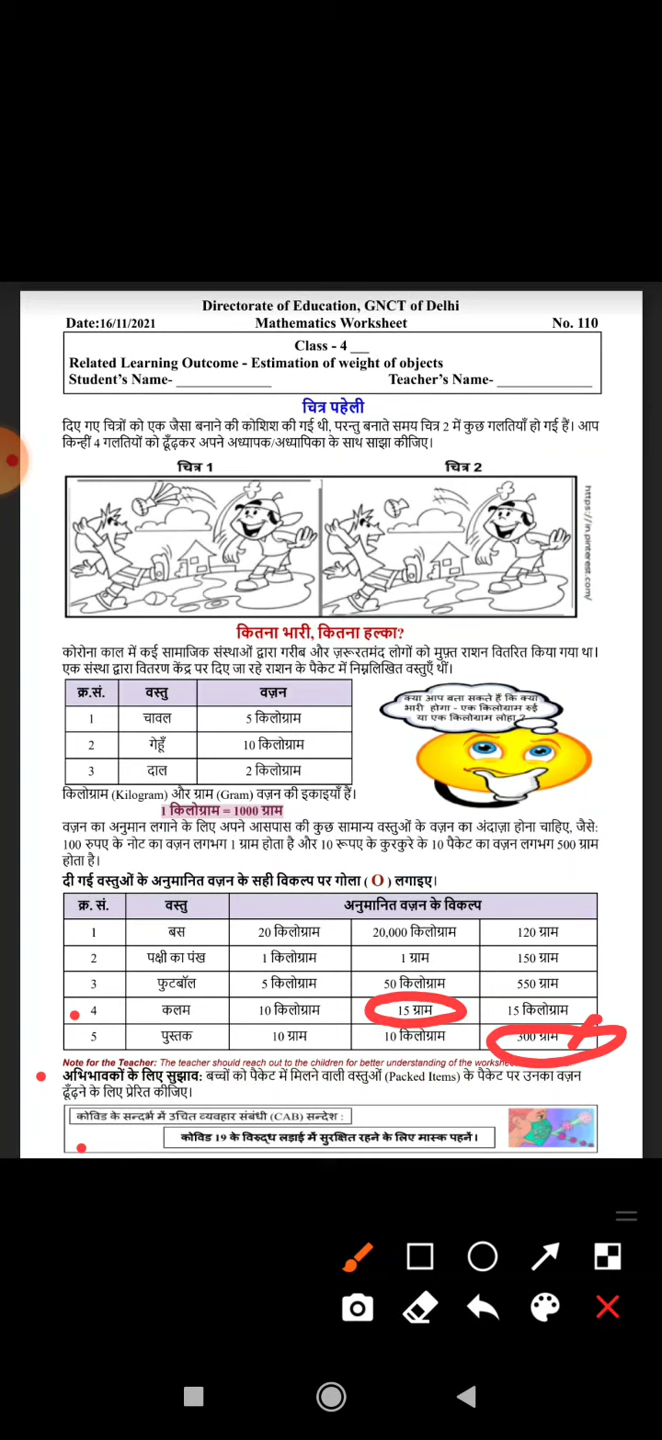 Directorate of Education, GNCT of Delhi
Date:16/11/2021 Mathematics Worksheet No. 110
Class - 4 ___
Related Learning Outcome - Estimation of weight of objects
Student's Name- ______________ Teacher's Name- ______________
चित्र पहेली
दिए गए चित्रों को एक जैसा बनाने की कोशिश की गई थी, परन्तु बनाते समय चित्र 2 में कुछ गलतियाँ हो गई हैं। आप
किन्हीं 4 गलतियों को ढूँढ़कर अपने अध्यापक/अध्यापिका के साथ साझा कीजिए।
चित्र 1 चित्र 2
https://in.pinterest.com/
कितना भारी, कितना हल्का?
कोरोना काल में कई सामाजिक संस्थाओं द्वारा गरीब और ज़रूरतमंद लोगों को मुफ़्त राशन वितरित किया गया था।
एक संस्था द्वारा वितरण केंद्र पर दिए जा रहे राशन के पैकेट में निम्नलिखित वस्तुएँ थीं।
क्र.सं. वस्तु वज़न
1 चावल 5 किलोग्राम
2 गेहूँ 10 किलोग्राम
3 दाल 2 किलोग्राम
क्या आप बता सकते हैं कि क्या
भारी होगा - एक किलोग्राम रुई
या एक किलोग्राम लोहा ?
किलोग्राम (Kilogram) और ग्राम (Gram) वज़न की इकाइयाँ हैं।
1 किलोग्राम = 1000 ग्राम
वज़न का अनुमान लगाने के लिए अपने आसपास की कुछ सामान्य वस्तुओं के वज़न का अंदाज़ा होना चाहिए, जैसे:
100 रुपए के नोट का वज़न लगभग 1 ग्राम होता है और 10 रूपए के कुरकुरे के 10 पैकेट का वज़न लगभग 500 ग्राम
होता है।
दी गई वस्तुओं के अनुमानित वज़न के सही विकल्प पर गोला ( O ) लगाइए।
क्र. सं. वस्तु अनुमानित वज़न के विकल्प
1 बस 20 किलोग्राम 20,000 किलोग्राम 120 ग्राम
2 पक्षी का पंख 1 किलोग्राम 1 ग्राम 150 ग्राम
3 फुटबॉल 5 किलोग्राम 50 किलोग्राम 550 ग्राम
4 कलम 10 किलोग्राम 15 ग्राम 15 किलोग्राम
5 पुस्तक 10 ग्राम 10 किलोग्राम 300 ग्राम
Note for the Teacher: The teacher should reach out to the children for better understanding of the
अभिभावकों के लिए सुझाव: बच्चों को पैकेट में मिलने वाली वस्तुओं (Packed Items) के पैकेट पर उनका वज़न
ढूँढ़ने के लिए प्रेरित कीजिए।
कोविड के सन्दर्भ में उचित व्यवहार संबंधी (CAB) सन्देश :
कोविड 19 के विरुद्ध लड़ाई में सुरक्षित रहने के लिए मास्क पहनें।